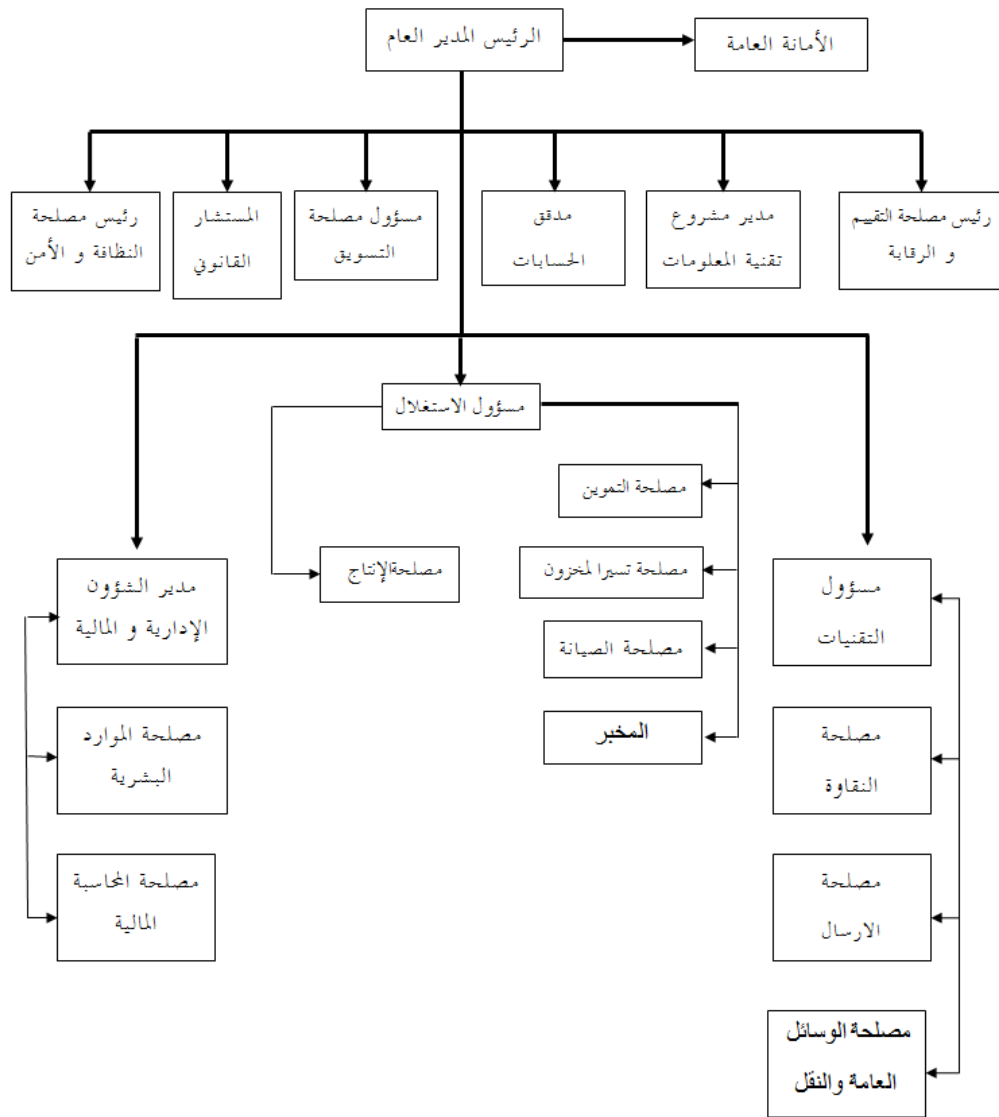 الرئيس المدير العام
الأمانة العامة
رئيس مصلحة التقييم
و الرقابة
مدير مشروع
تقنية المعلومات
مدقق
الحسابات
مسؤول مصلحة
التسويق
المستشار
القانوني
رئيس مصلحة
النظافة و الأمن
مسؤول الاستغلال
مصلحة التموين
مصلحة تسيرا لمخزون
مصلحة الصيانة
المخبر
مصلحة الإنتاج
مسؤول
التقنيات
مصلحة
النقاوة
مصلحة
الارسال
مصلحة الوسائل
العامة والنقل
مدير الشؤون
الإدارية و المالية
مصلحة الموارد
البشرية
مصلحة المحاسبة
المالية